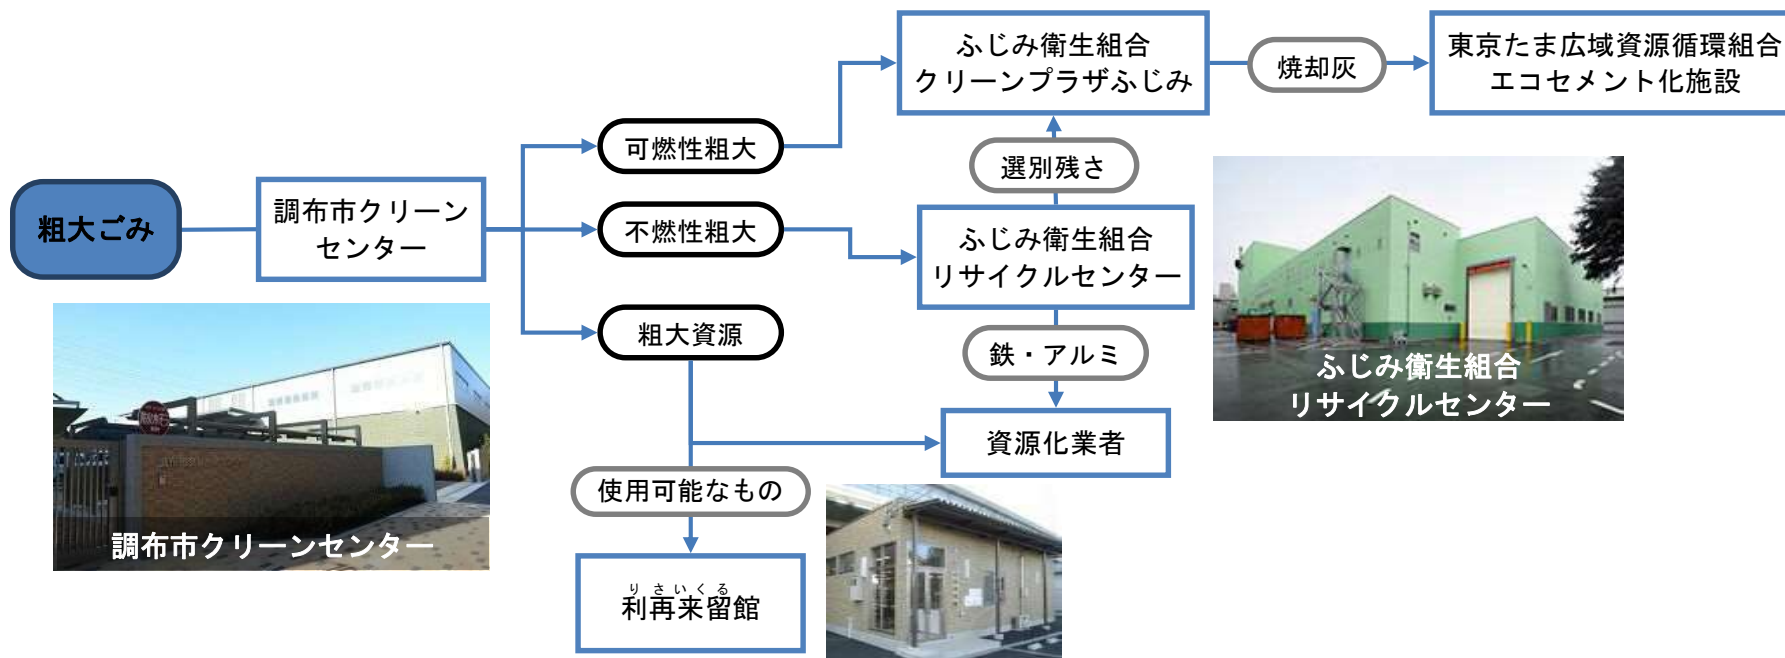 粗大ごみ
調布市クリーン
センター
可燃性粗大
不燃性粗大
粗大資源
ふじみ衛生組合
クリーンプラザふじみ
焼却灰
東京たま広域資源循環組合
エコセメント化施設
選別残さ
ふじみ衛生組合
リサイクルセンター
鉄・アルミ
資源化業者
使用可能なもの
りさいくる
利再来留館
調布市クリーンセンター
ふじみ衛生組合
リサイクルセンター